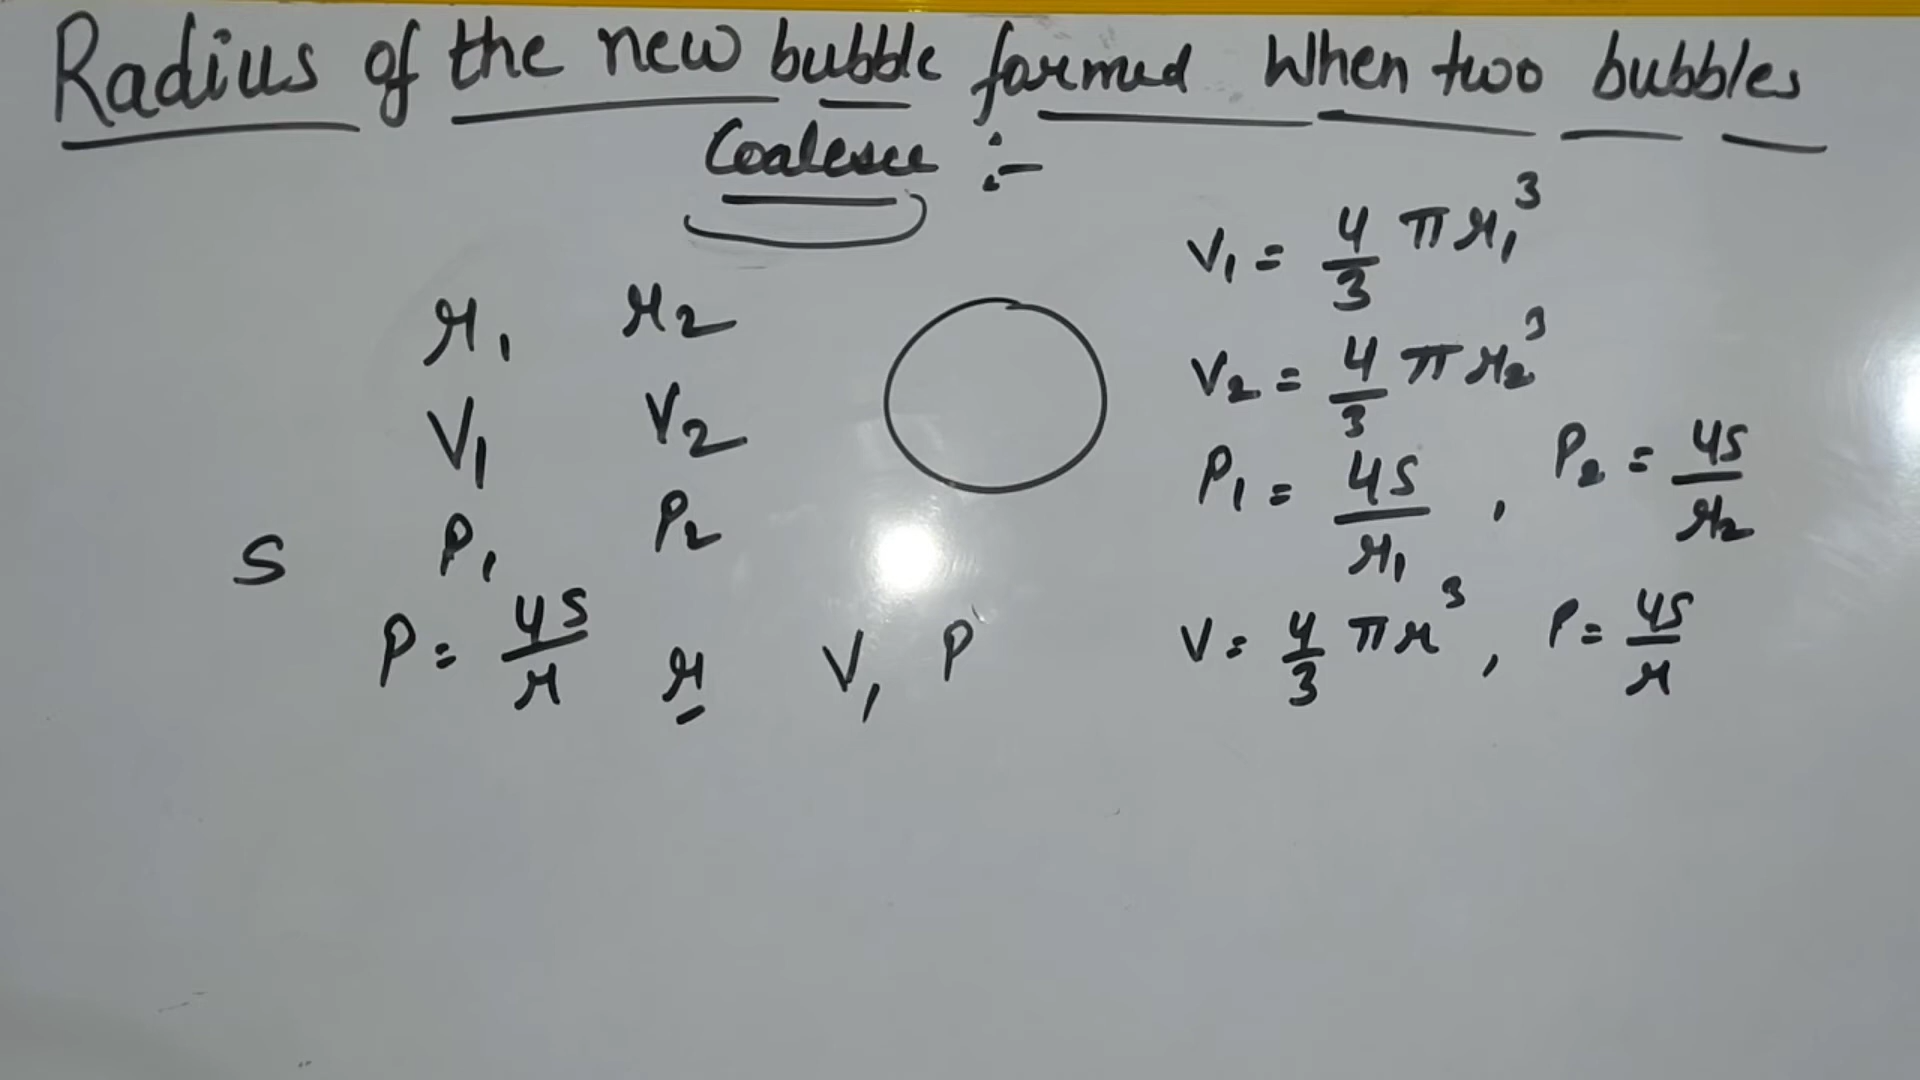 Radius of the new bubble formed When two bubbles
Coalesce :-
r₁ r₂
V₁ V₂
S P₁ P₂
P = 4S/r r V, P
V₁ = 4/3 π r₁³
V₂ = 4/3 π r₂³
P₁ = 4S/r₁ , P₂ = 4S/r₂
V = 4/3 π r³ , P = 4S/r